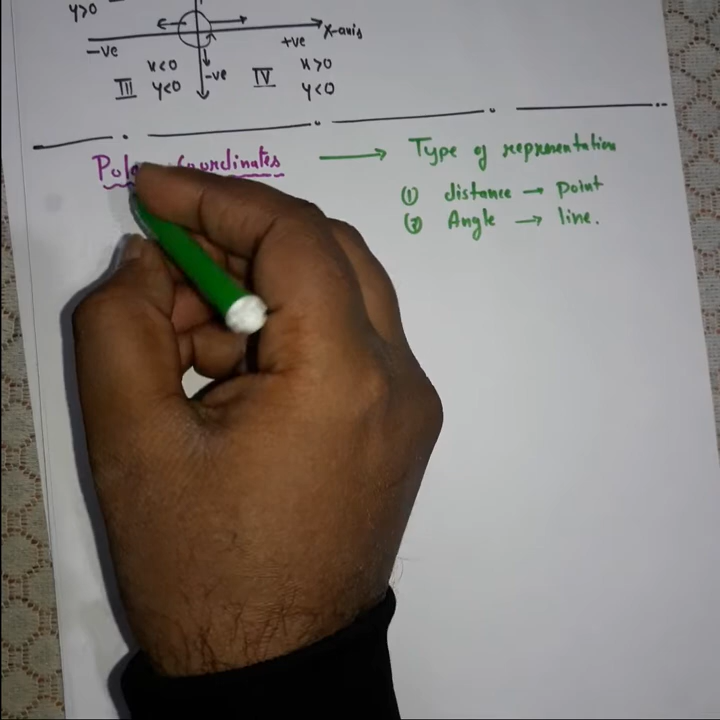 y>0
X-axis
-ve
+ve
x<0
-ve
x>0
III
y<0
IV
y<0
Polar Coordinates → Type of representation
① distance → point
② Angle → line.